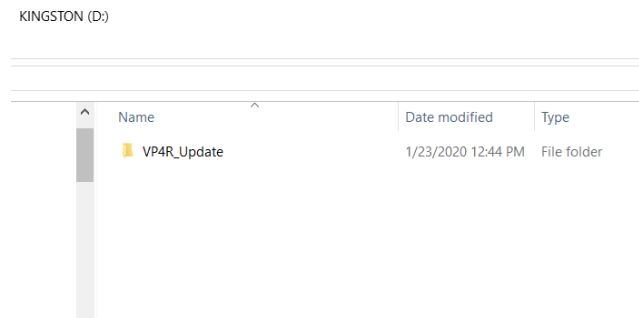 KINGSTON (D:)
Name Date modified Type
VP4R_Update 1/23/2020 12:44 PM File folder